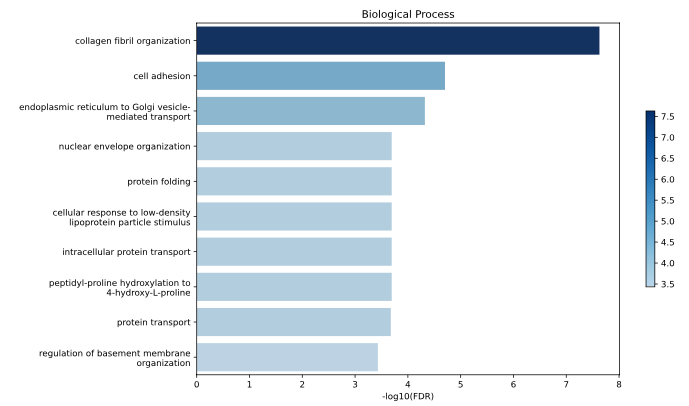 Biological Process
collagen fibril organization
cell adhesion
endoplasmic reticulum to Golgi vesicle-
mediated transport
nuclear envelope organization
protein folding
cellular response to low-density
lipoprotein particle stimulus
intracellular protein transport
peptidyl-proline hydroxylation to
4-hydroxy-L-proline
protein transport
regulation of basement membrane
organization
0 1 2 3 4 5 6 7 8
-log10(FDR)
7.5
7.0
6.5
6.0
5.5
5.0
4.5
4.0
3.5